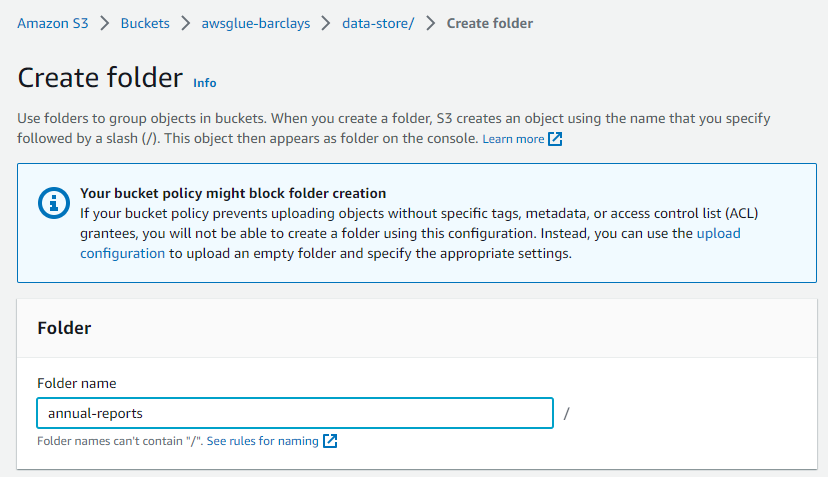 Amazon S3 > Buckets > awsglue-barclays > data-store/ > Create folder
Create folder Info
Use folders to group objects in buckets. When you create a folder, S3 creates an object using the name that you specify
followed by a slash (/). This object then appears as folder on the console. Learn more
Your bucket policy might block folder creation
If your bucket policy prevents uploading objects without specific tags, metadata, or access control list (ACL)
grantees, you will not be able to create a folder using this configuration. Instead, you can use the upload
configuration to upload an empty folder and specify the appropriate settings.
Folder
Folder name
annual-reports /
Folder names can't contain "/". See rules for naming